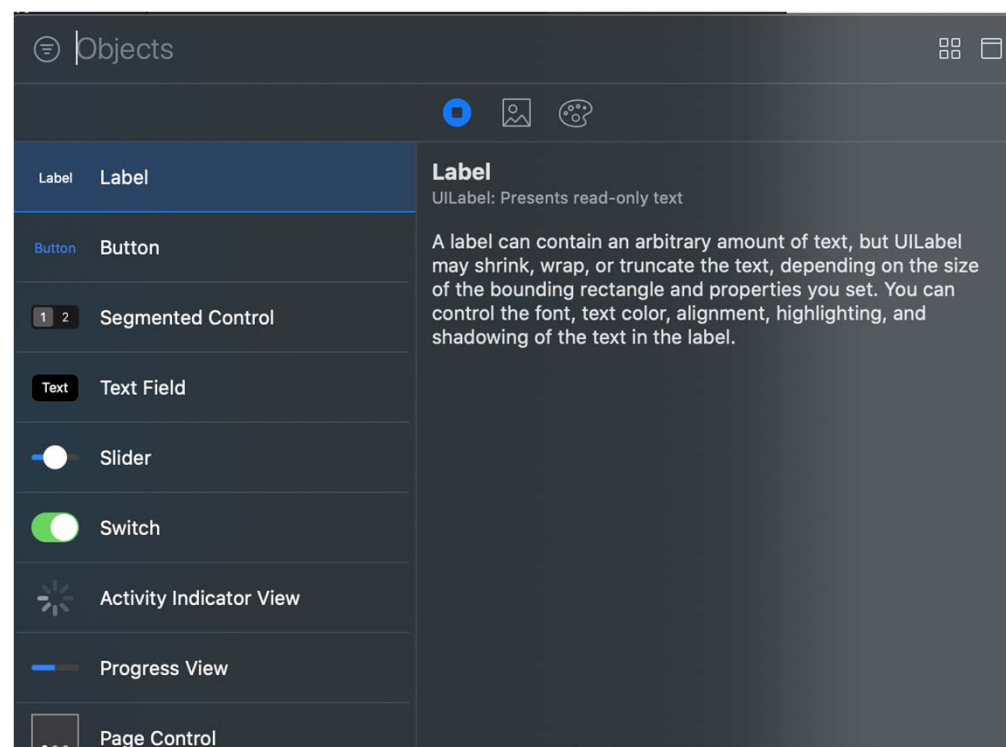 Objects
Label Label
Button Button
1 2 Segmented Control
Text Text Field
Slider
Switch
Activity Indicator View
Progress View
Page Control
Label
UILabel: Presents read-only text
A label can contain an arbitrary amount of text, but UILabel
may shrink, wrap, or truncate the text, depending on the size
of the bounding rectangle and properties you set. You can
control the font, text color, alignment, highlighting, and
shadowing of the text in the label.